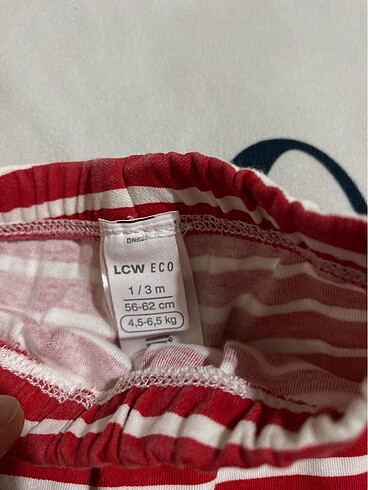 LCW ECO
1 / 3 m
56-62 cm
4,5-6,5 kg